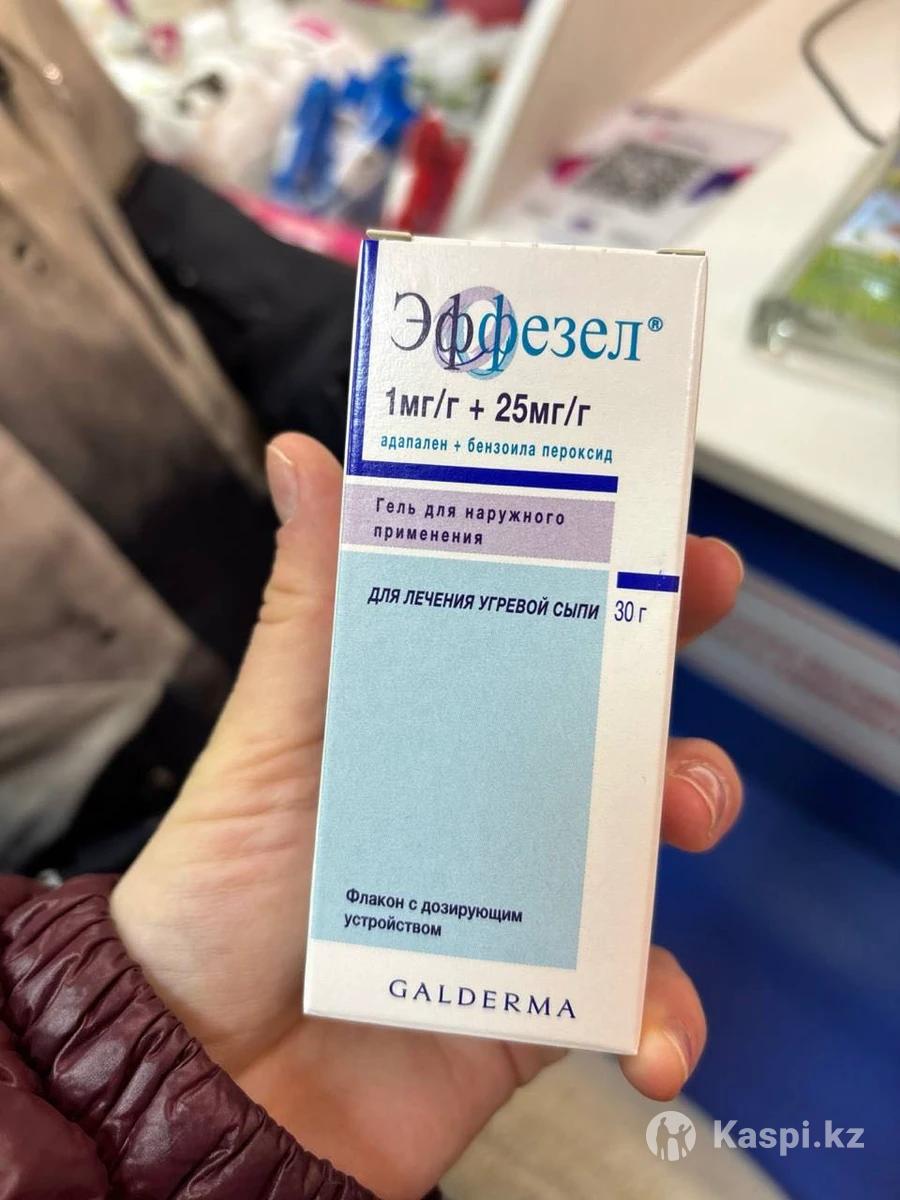 Эффезел®
1мг/г + 25мг/г
адапален + бензоила пероксид
Гель для наружного
применения
ДЛЯ ЛЕЧЕНИЯ УГРЕВОЙ СЫПИ
30 г
Флакон с дозирующим
устройством
GALDERMA
Kaspi.kz